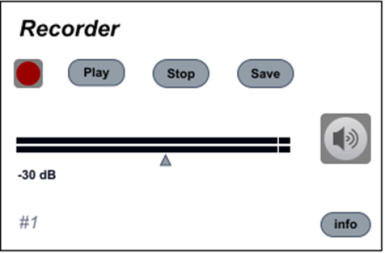 Recorder
Play Stop Save
-30 dB
#1
info